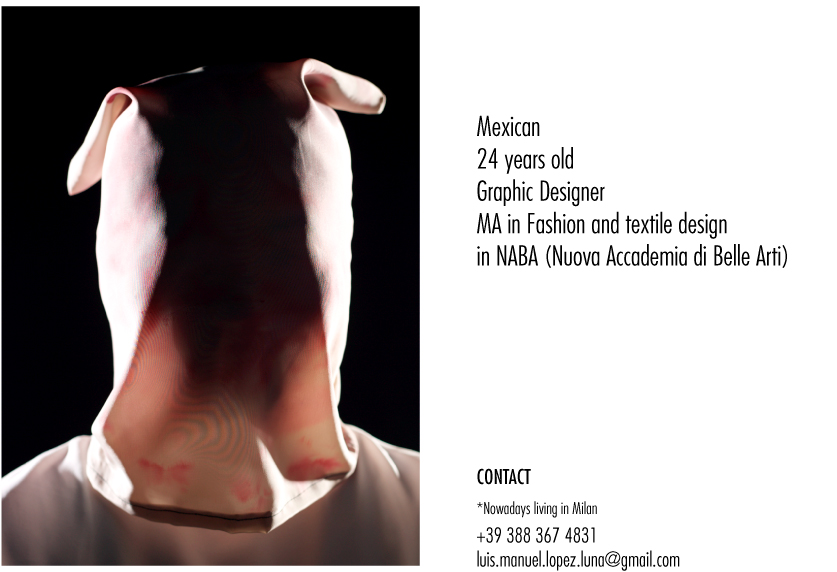 Mexican
24 years old
Graphic Designer
MA in Fashion and textile design
in NABA (Nuova Accademia di Belle Arti)
CONTACT
*Nowadays living in Milan
+39 388 367 4831
luis.manuel.lopez.luna@gmail.com